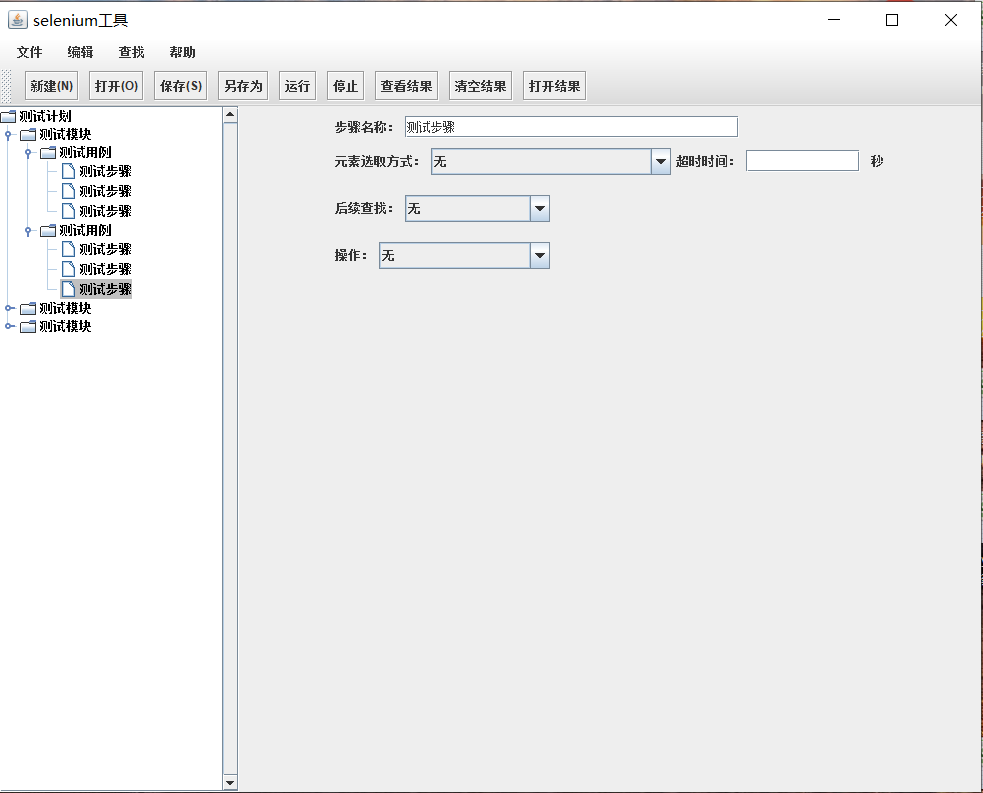 selenium工具
文件 编辑 查找 帮助
新建(N) 打开(O) 保存(S) 另存为 运行 停止 查看结果 清空结果 打开结果
测试计划
测试模块
测试用例
测试步骤
测试步骤
测试步骤
测试用例
测试步骤
测试步骤
测试步骤
测试模块
测试模块
步骤名称： 测试步骤
元素选取方式： 无 超时时间： 秒
后续查找： 无
操作： 无